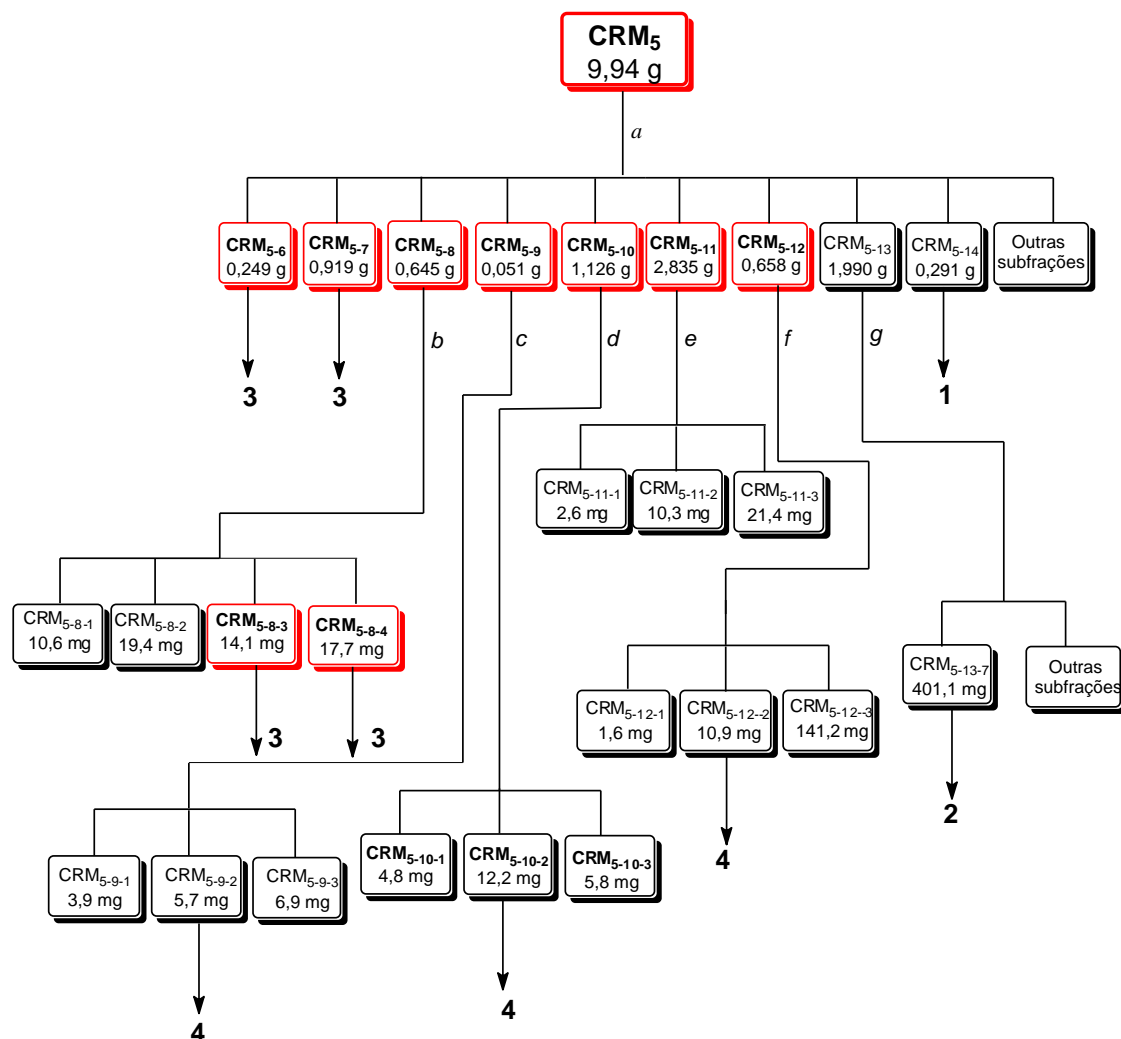 CRM5
9,94 g
a
CRM5-6
0,249 g
CRM5-7
0,919 g
CRM5-8
0,645 g
CRM5-9
0,051 g
CRM5-10
1,126 g
CRM5-11
2,835 g
CRM5-12
0,658 g
CRM5-13
1,990 g
CRM5-14
0,291 g
Outras
subfrações
b
c
d
e
f
g
3
3
1
CRM5-11-1
2,6 mg
CRM5-11-2
10,3 mg
CRM5-11-3
21,4 mg
CRM5-8-1
10,6 mg
CRM5-8-2
19,4 mg
CRM5-8-3
14,1 mg
CRM5-8-4
17,7 mg
CRM5-13-7
401,1 mg
Outras
subfrações
CRM5-12-1
1,6 mg
CRM5-12--2
10,9 mg
CRM5-12--3
141,2 mg
3
3
2
CRM5-9-1
3,9 mg
CRM5-9-2
5,7 mg
CRM5-9-3
6,9 mg
CRM5-10-1
4,8 mg
CRM5-10-2
12,2 mg
CRM5-10-3
5,8 mg
4
4
4